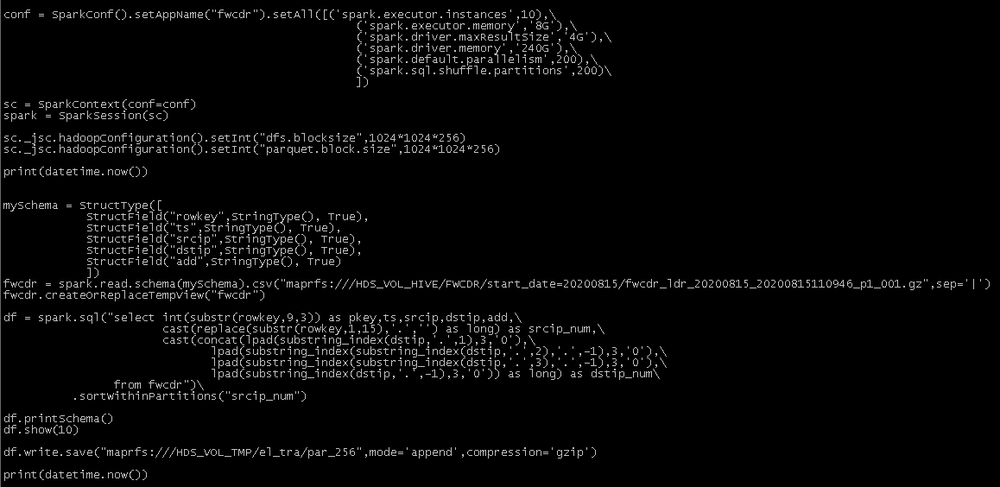 conf = SparkConf().setAppName("fwcdr").setAll([('spark.executor.instances',10),\
('spark.executor.memory','8G'),\
('spark.driver.maxResultSize','4G'),\
('spark.driver.memory','240G'),\
('spark.default.parallelism',200),\
('spark.sql.shuffle.partitions',200)\
])
sc = SparkContext(conf=conf)
spark = SparkSession(sc)
sc._jsc.hadoopConfiguration().setInt("dfs.blocksize",1024*1024*256)
sc._jsc.hadoopConfiguration().setInt("parquet.block.size",1024*1024*256)
print(datetime.now())
mySchema = StructType([
StructField("rowkey",StringType(), True),
StructField("ts",StringType(), True),
StructField("srcip",StringType(), True),
StructField("dstip",StringType(), True),
StructField("add",StringType(), True)
])
fwcdr = spark.read.schema(mySchema).csv("maprfs:///HDS_VOL_HIVE/FWCDR/start_date=20200815/fwcdr_ldr_20200815_20200815110946_p1_001.gz",sep='|')
fwcdr.createOrReplaceTempView("fwcdr")
df = spark.sql("select int(substr(rowkey,9,3)) as pkey,ts,srcip,dstip,add,\
cast(replace(substr(rowkey,1,15),'.','') as long) as srcip_num,\
cast(concat(lpad(substring_index(dstip,'.',1),3,'0'),\
lpad(substring_index(substring_index(dstip,'.',2),'.',-1),3,'0'),\
lpad(substring_index(substring_index(dstip,'.',3),'.',-1),3,'0'),\
lpad(substring_index(dstip,'.',-1),3,'0')) as long) as dstip_num\
from fwcdr")\
.sortWithinPartitions("srcip_num")
df.printSchema()
df.show(10)
df.write.save("maprfs:///HDS_VOL_TMP/el_tra/par_256",mode='append',compression='gzip')
print(datetime.now())